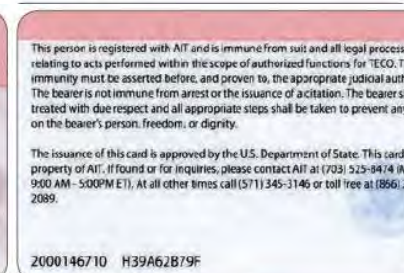 This person is registered with AIT and is immune from suit and all legal process
relating to acts performed within the scope of authorized functions for TECO. T
immunity must be asserted before, and proven to, the appropriate judicial auth
The bearer is not immune from arrest or the issuance of a citation. The bearer s
treated with due respect and all appropriate steps shall be taken to prevent any
on the bearer's person, freedom, or dignity.
The issuance of this card is approved by the U.S. Department of State. This card
property of AIT. If found or for inquiries, please contact AIT at (703) 525-8474 (M
9:00 AM - 5:00PM ET). At all other times call (571) 345-3146 or toll free at (866)
2089.
2000146710 H39A62B79F